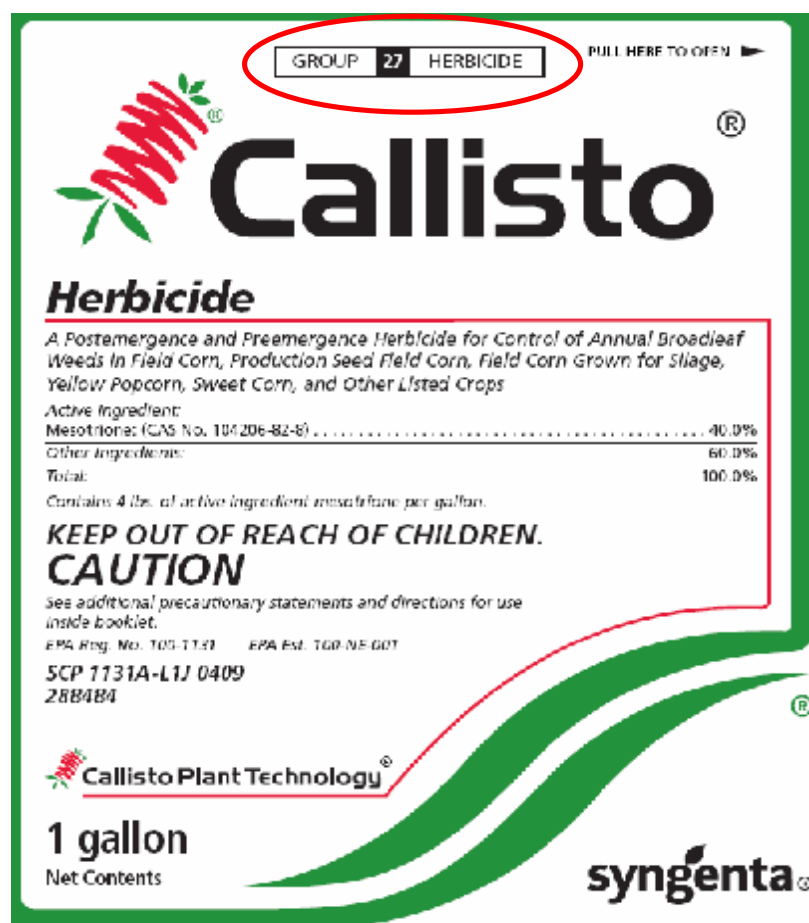 GROUP 27 HERBICIDE
PULL HERE TO OPEN
Callisto®
Herbicide
A Postemergence and Preemergence Herbicide for Control of Annual Broadleaf
Weeds in Field Corn, Production Seed Field Corn, Field Corn Grown for Silage,
Yellow Popcorn, Sweet Corn, and Other Listed Crops
Active Ingredient:
Mesotrione: (CAS No. 104206-82-8) . . . . . . . . . . . . . . . . . . . . . . . . . . . . . . . . . . . . . . . . 40.0%
Other Ingredients: 60.0%
Total: 100.0%
Contains 4 lbs. of active ingredient mesotrione per gallon.
KEEP OUT OF REACH OF CHILDREN.
CAUTION
See additional precautionary statements and directions for use
inside booklet.
EPA Reg. No. 100-1131 EPA Est. 100-NE-001
SCP 1131A-L1J 0409
288484
®
Callisto Plant Technology®
1 gallon
Net Contents
syngenta